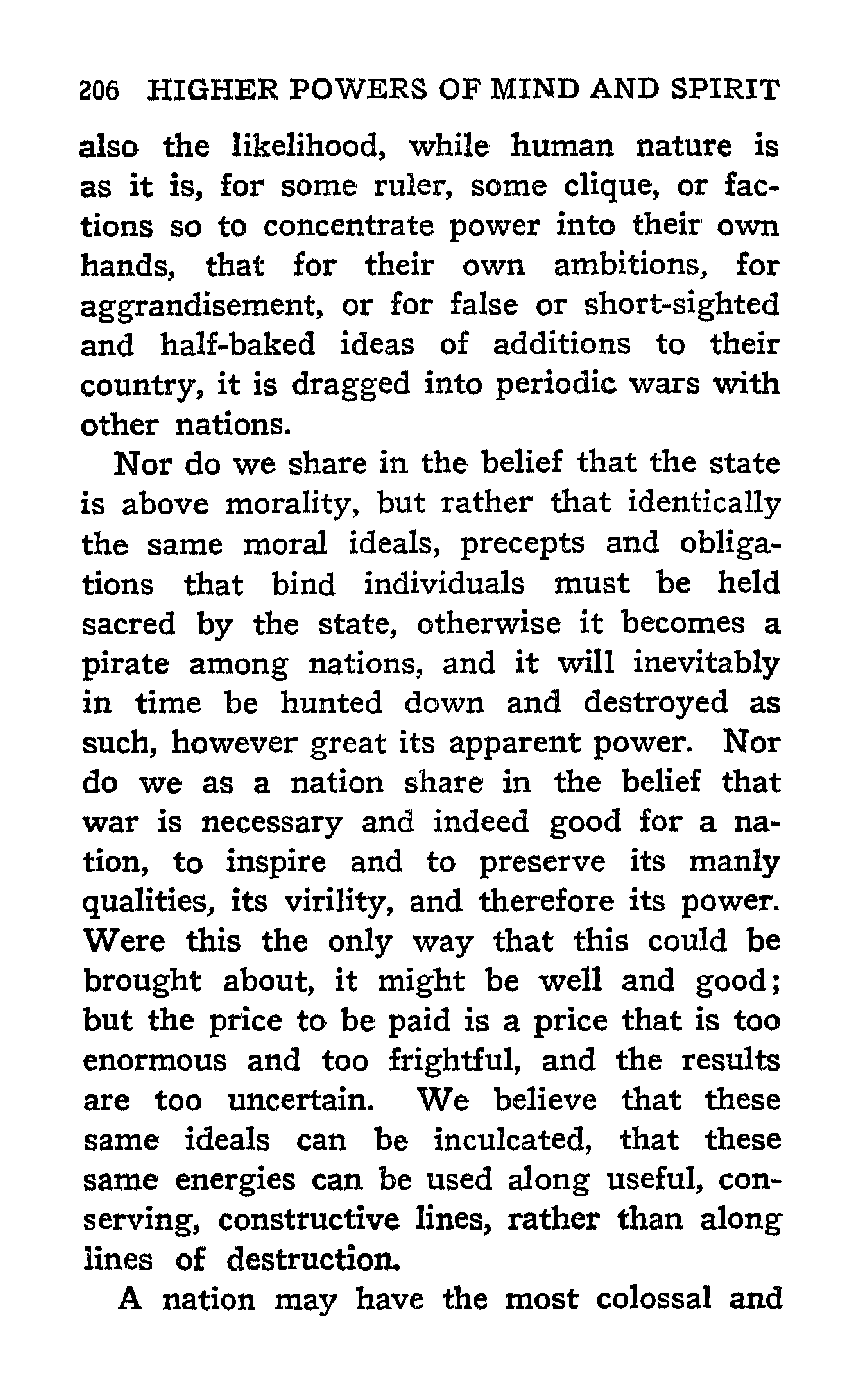 206 HIGHER POWERS OF MIND AND SPIRIT
also the likelihood, while human nature is
as it is, for some ruler, some clique, or fac-
tions so to concentrate power into their own
hands, that for their own ambitions, for
aggrandisement, or for false or short-sighted
and half-baked ideas of additions to their
country, it is dragged into periodic wars with
other nations.
Nor do we share in the belief that the state
is above morality, but rather that identically
the same moral ideals, precepts and obliga-
tions that bind individuals must be held
sacred by the state, otherwise it becomes a
pirate among nations, and it will inevitably
in time be hunted down and destroyed as
such, however great its apparent power. Nor
do we as a nation share in the belief that
war is necessary and indeed good for a na-
tion, to inspire and to preserve its manly
qualities, its virility, and therefore its power.
Were this the only way that this could be
brought about, it might be well and good;
but the price to be paid is a price that is too
enormous and too frightful, and the results
are too uncertain. We believe that these
same ideals can be inculcated, that these
same energies can be used along useful, con-
serving, constructive lines, rather than along
lines of destruction.
A nation may have the most colossal and